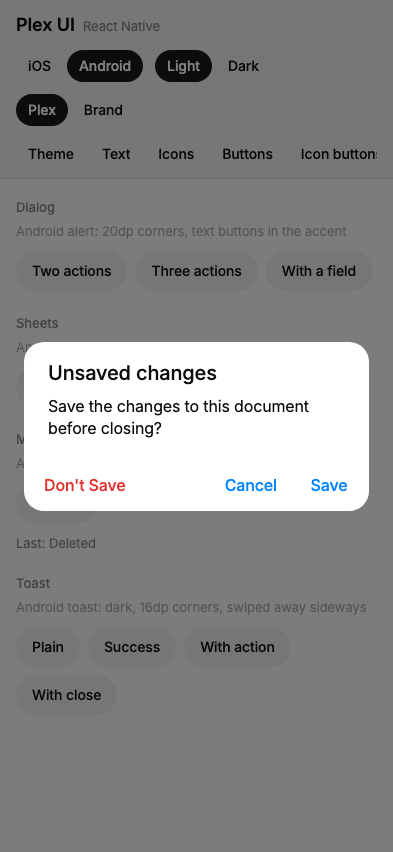 Plex UI React Native
iOS Android Light Dark
Plex Brand
Theme Text Icons Buttons Icon buttons
Dialog
Android alert: 20dp corners, text buttons in the accent
Two actions Three actions With a field
Sheets
Unsaved changes
Save the changes to this document
before closing?
Don't Save Cancel Save
Last: Deleted
Toast
Android toast: dark, 16dp corners, swiped away sideways
Plain Success With action
With close